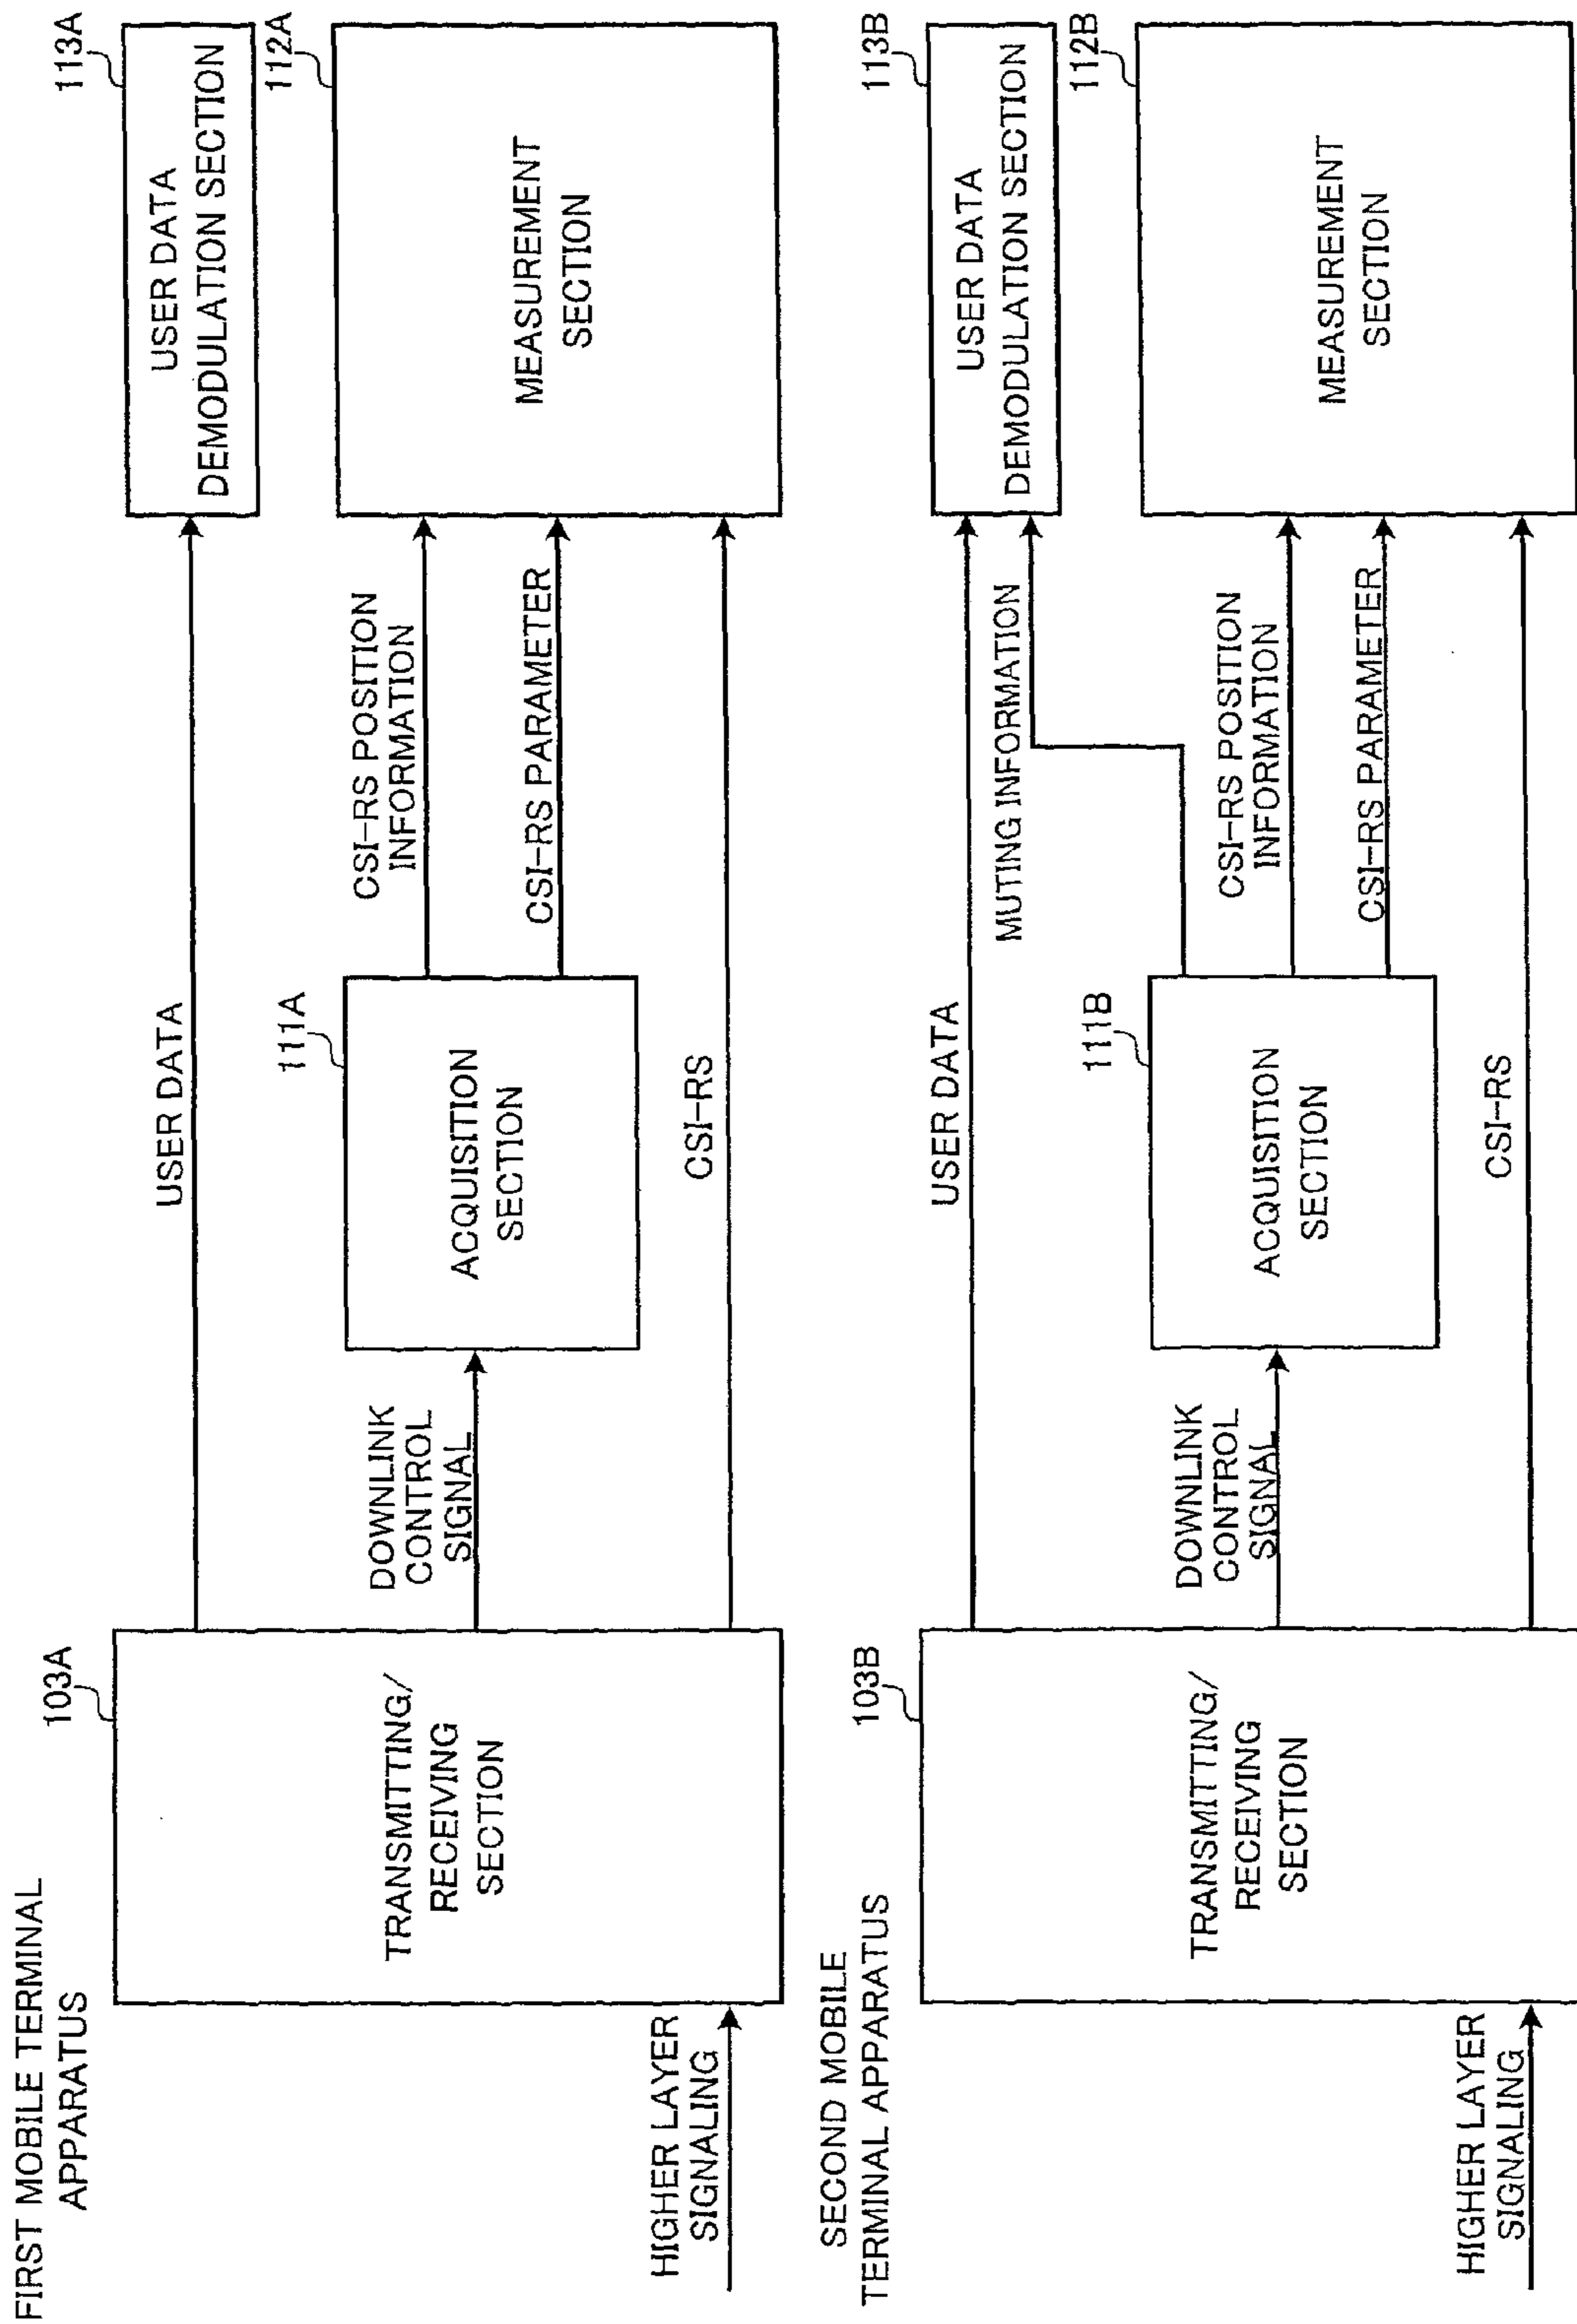 FIRST MOBILE TERMINAL
APPARATUS
HIGHER LAYER
SIGNALING
103A
TRANSMITTING/
RECEIVING
SECTION
USER DATA
DOWNLINK
CONTROL
SIGNAL
CSI-RS
111A
ACQUISITION
SECTION
CSI-RS POSITION
INFORMATION
CSI-RS PARAMETER
113A
USER DATA
DEMODULATION SECTION
112A
MEASUREMENT
SECTION
SECOND MOBILE
TERMINAL APPARATUS
HIGHER LAYER
SIGNALING
103B
TRANSMITTING/
RECEIVING
SECTION
USER DATA
DOWNLINK
CONTROL
SIGNAL
CSI-RS
111B
ACQUISITION
SECTION
MUTING INFORMATION
CSI-RS POSITION
INFORMATION
CSI-RS PARAMETER
113B
USER DATA
DEMODULATION SECTION
112B
MEASUREMENT
SECTION